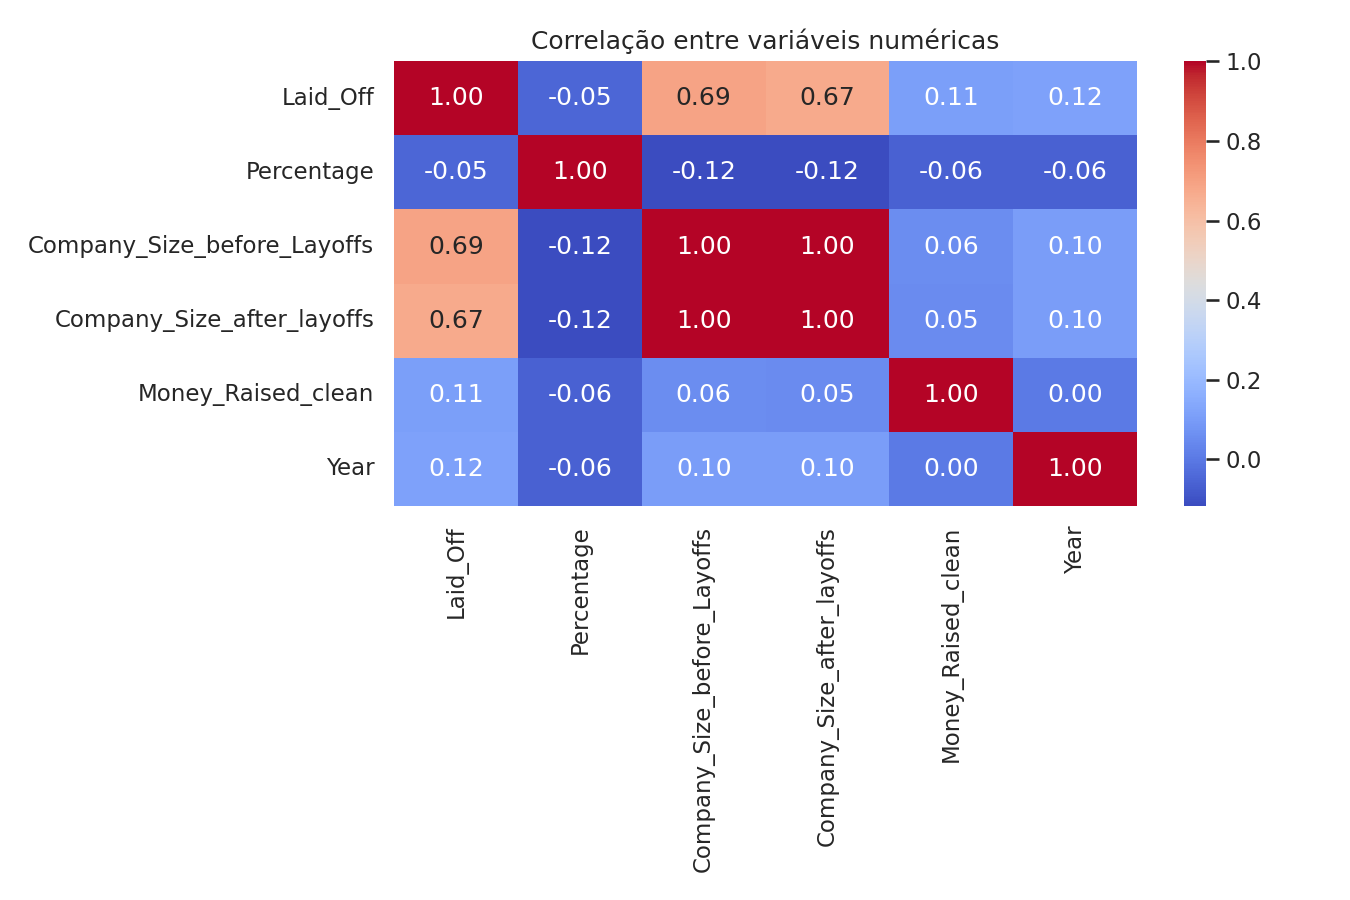 Correlação entre variáveis numéricas
Laid_Off 1.00 -0.05 0.69 0.67 0.11 0.12
Percentage -0.05 1.00 -0.12 -0.12 -0.06 -0.06
Company_Size_before_Layoffs 0.69 -0.12 1.00 1.00 0.06 0.10
Company_Size_after_layoffs 0.67 -0.12 1.00 1.00 0.05 0.10
Money_Raised_clean 0.11 -0.06 0.06 0.05 1.00 0.00
Year 0.12 -0.06 0.10 0.10 0.00 1.00
Laid_Off
Percentage
Company_Size_before_Layoffs
Company_Size_after_layoffs
Money_Raised_clean
Year
1.0
0.8
0.6
0.4
0.2
0.0